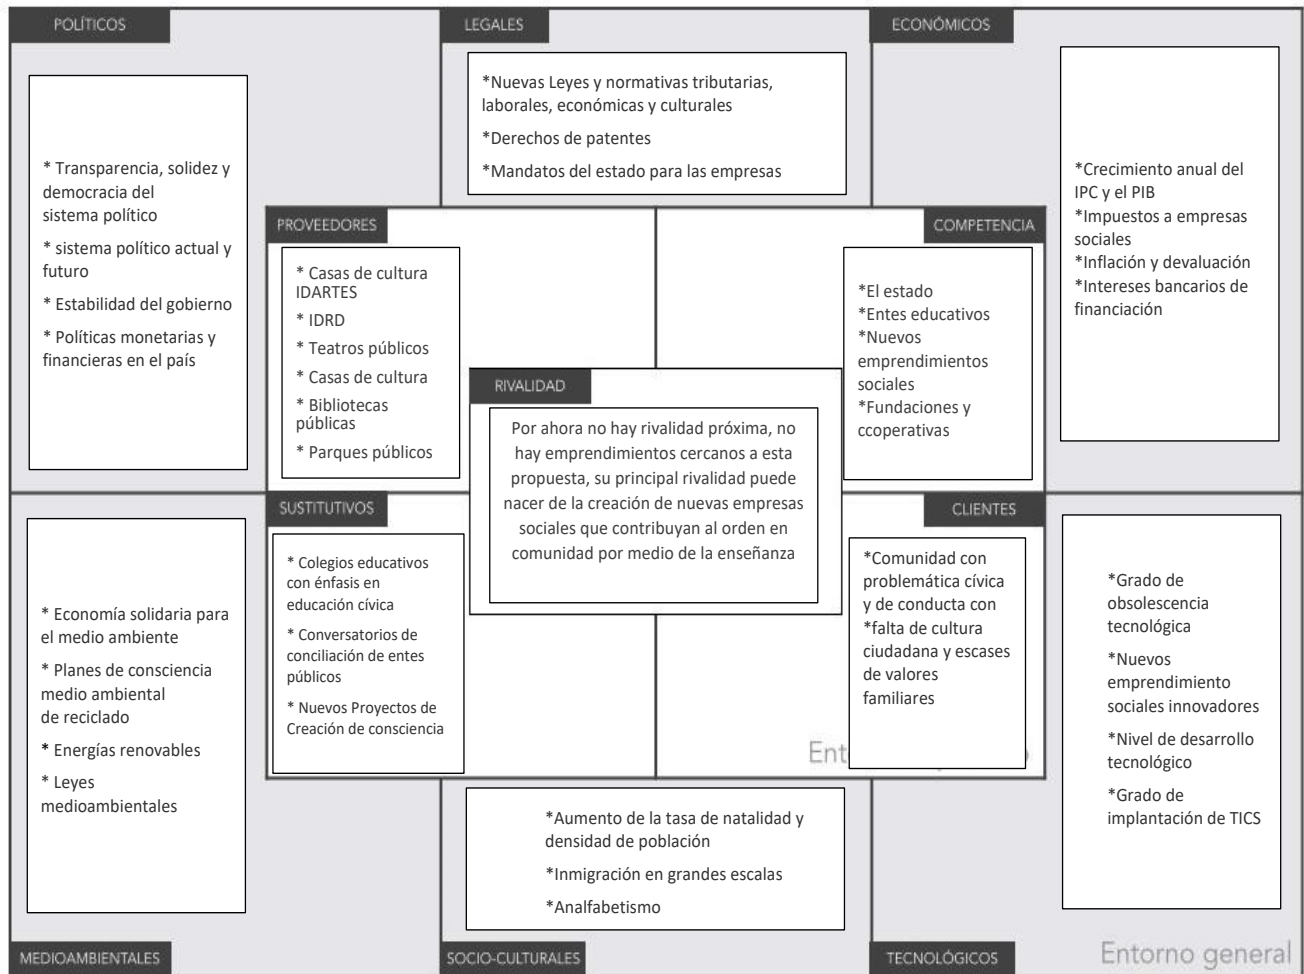 POLÍTICOS
* Transparencia, solidez y
democracia del
sistema político
* sistema político actual y
futuro
* Estabilidad del gobierno
* Políticas monetarias y
financieras en el país
LEGALES
*Nuevas Leyes y normativas tributarias,
laborales, económicas y culturales
*Derechos de patentes
*Mandatos del estado para las empresas
ECONÓMICOS
*Crecimiento anual del
IPC y el PIB
*Impuestos a empresas
sociales
*Inflación y devaluación
*Intereses bancarios de
financiación
PROVEEDORES
* Casas de cultura
IDARTES
* IDRD
* Teatros públicos
* Casas de cultura
* Bibliotecas
públicas
* Parques públicos
COMPETENCIA
*El estado
*Entes educativos
*Nuevos
emprendimientos
sociales
*Fundaciones y
ccoperativas
RIVALIDAD
Por ahora no hay rivalidad próxima, no
hay emprendimientos cercanos a esta
propuesta, su principal rivalidad puede
nacer de la creación de nuevas empresas
sociales que contribuyan al orden en
comunidad por medio de la enseñanza
SUSTITUTIVOS
* Colegios educativos
con énfasis en
educación cívica
* Conversatorios de
conciliación de entes
públicos
* Nuevos Proyectos de
Creación de consciencia
CLIENTES
*Comunidad con
problemática cívica
y de conducta con
*falta de cultura
ciudadana y escases
de valores
familiares
Ent
* Economía solidaria para
el medio ambiente
* Planes de consciencia
medio ambiental
de reciclado
* Energías renovables
* Leyes
medioambientales
MEDIOAMBIENTALES
*Aumento de la tasa de natalidad y
densidad de población
*Inmigración en grandes escalas
*Analfabetismo
SOCIO-CULTURALES
*Grado de
obsolescencia
tecnológica
*Nuevos
emprendimiento
sociales innovadores
*Nivel de desarrollo
tecnológico
*Grado de
implantación de TICS
TECNOLÓGICOS
Entorno general